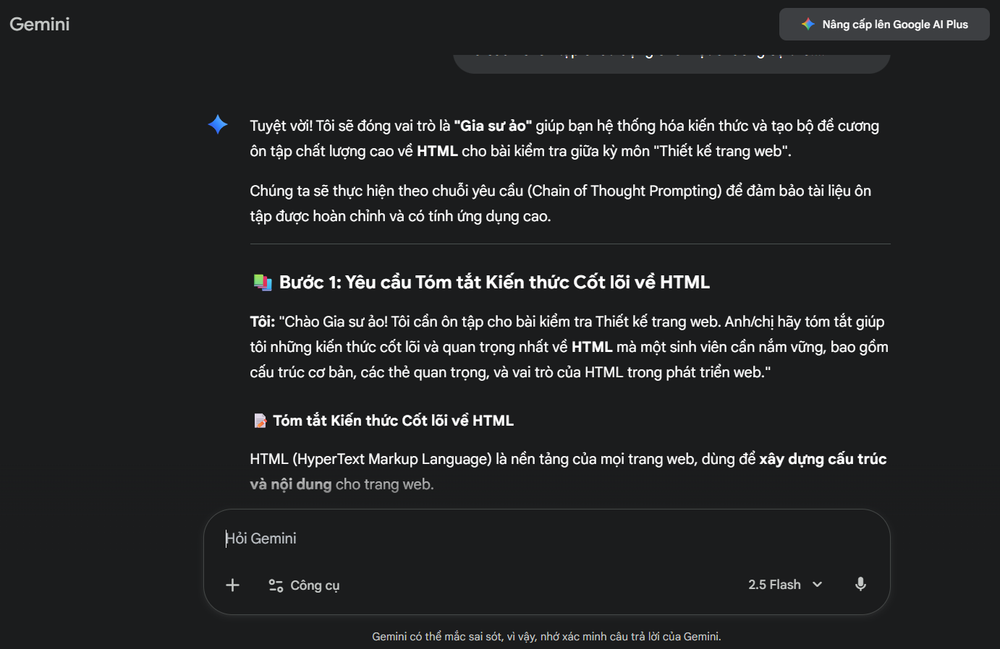 Gemini
Nâng cấp lên Google AI Plus
Tuyệt vời! Tôi sẽ đóng vai trò là "Gia sư ảo" giúp bạn hệ thống hóa kiến thức và tạo bộ đề cương
ôn tập chất lượng cao về HTML cho bài kiểm tra giữa kỳ môn "Thiết kế trang web".
Chúng ta sẽ thực hiện theo chuỗi yêu cầu (Chain of Thought Prompting) để đảm bảo tài liệu ôn
tập được hoàn chỉnh và có tính ứng dụng cao.
Bước 1: Yêu cầu Tóm tắt Kiến thức Cốt lõi về HTML
Tôi: "Chào Gia sư ảo! Tôi cần ôn tập cho bài kiểm tra Thiết kế trang web. Anh/chị hãy tóm tắt giúp
tôi những kiến thức cốt lõi và quan trọng nhất về HTML mà một sinh viên cần nắm vững, bao gồm
cấu trúc cơ bản, các thẻ quan trọng, và vai trò của HTML trong phát triển web."
Tóm tắt Kiến thức Cốt lõi về HTML
HTML (HyperText Markup Language) là nền tảng của mọi trang web, dùng để xây dựng cấu trúc
và nội dung cho trang web.
Hỏi Gemini
Công cụ
2.5 Flash
Gemini có thể mắc sai sót, vì vậy, nhớ xác minh câu trả lời của Gemini.